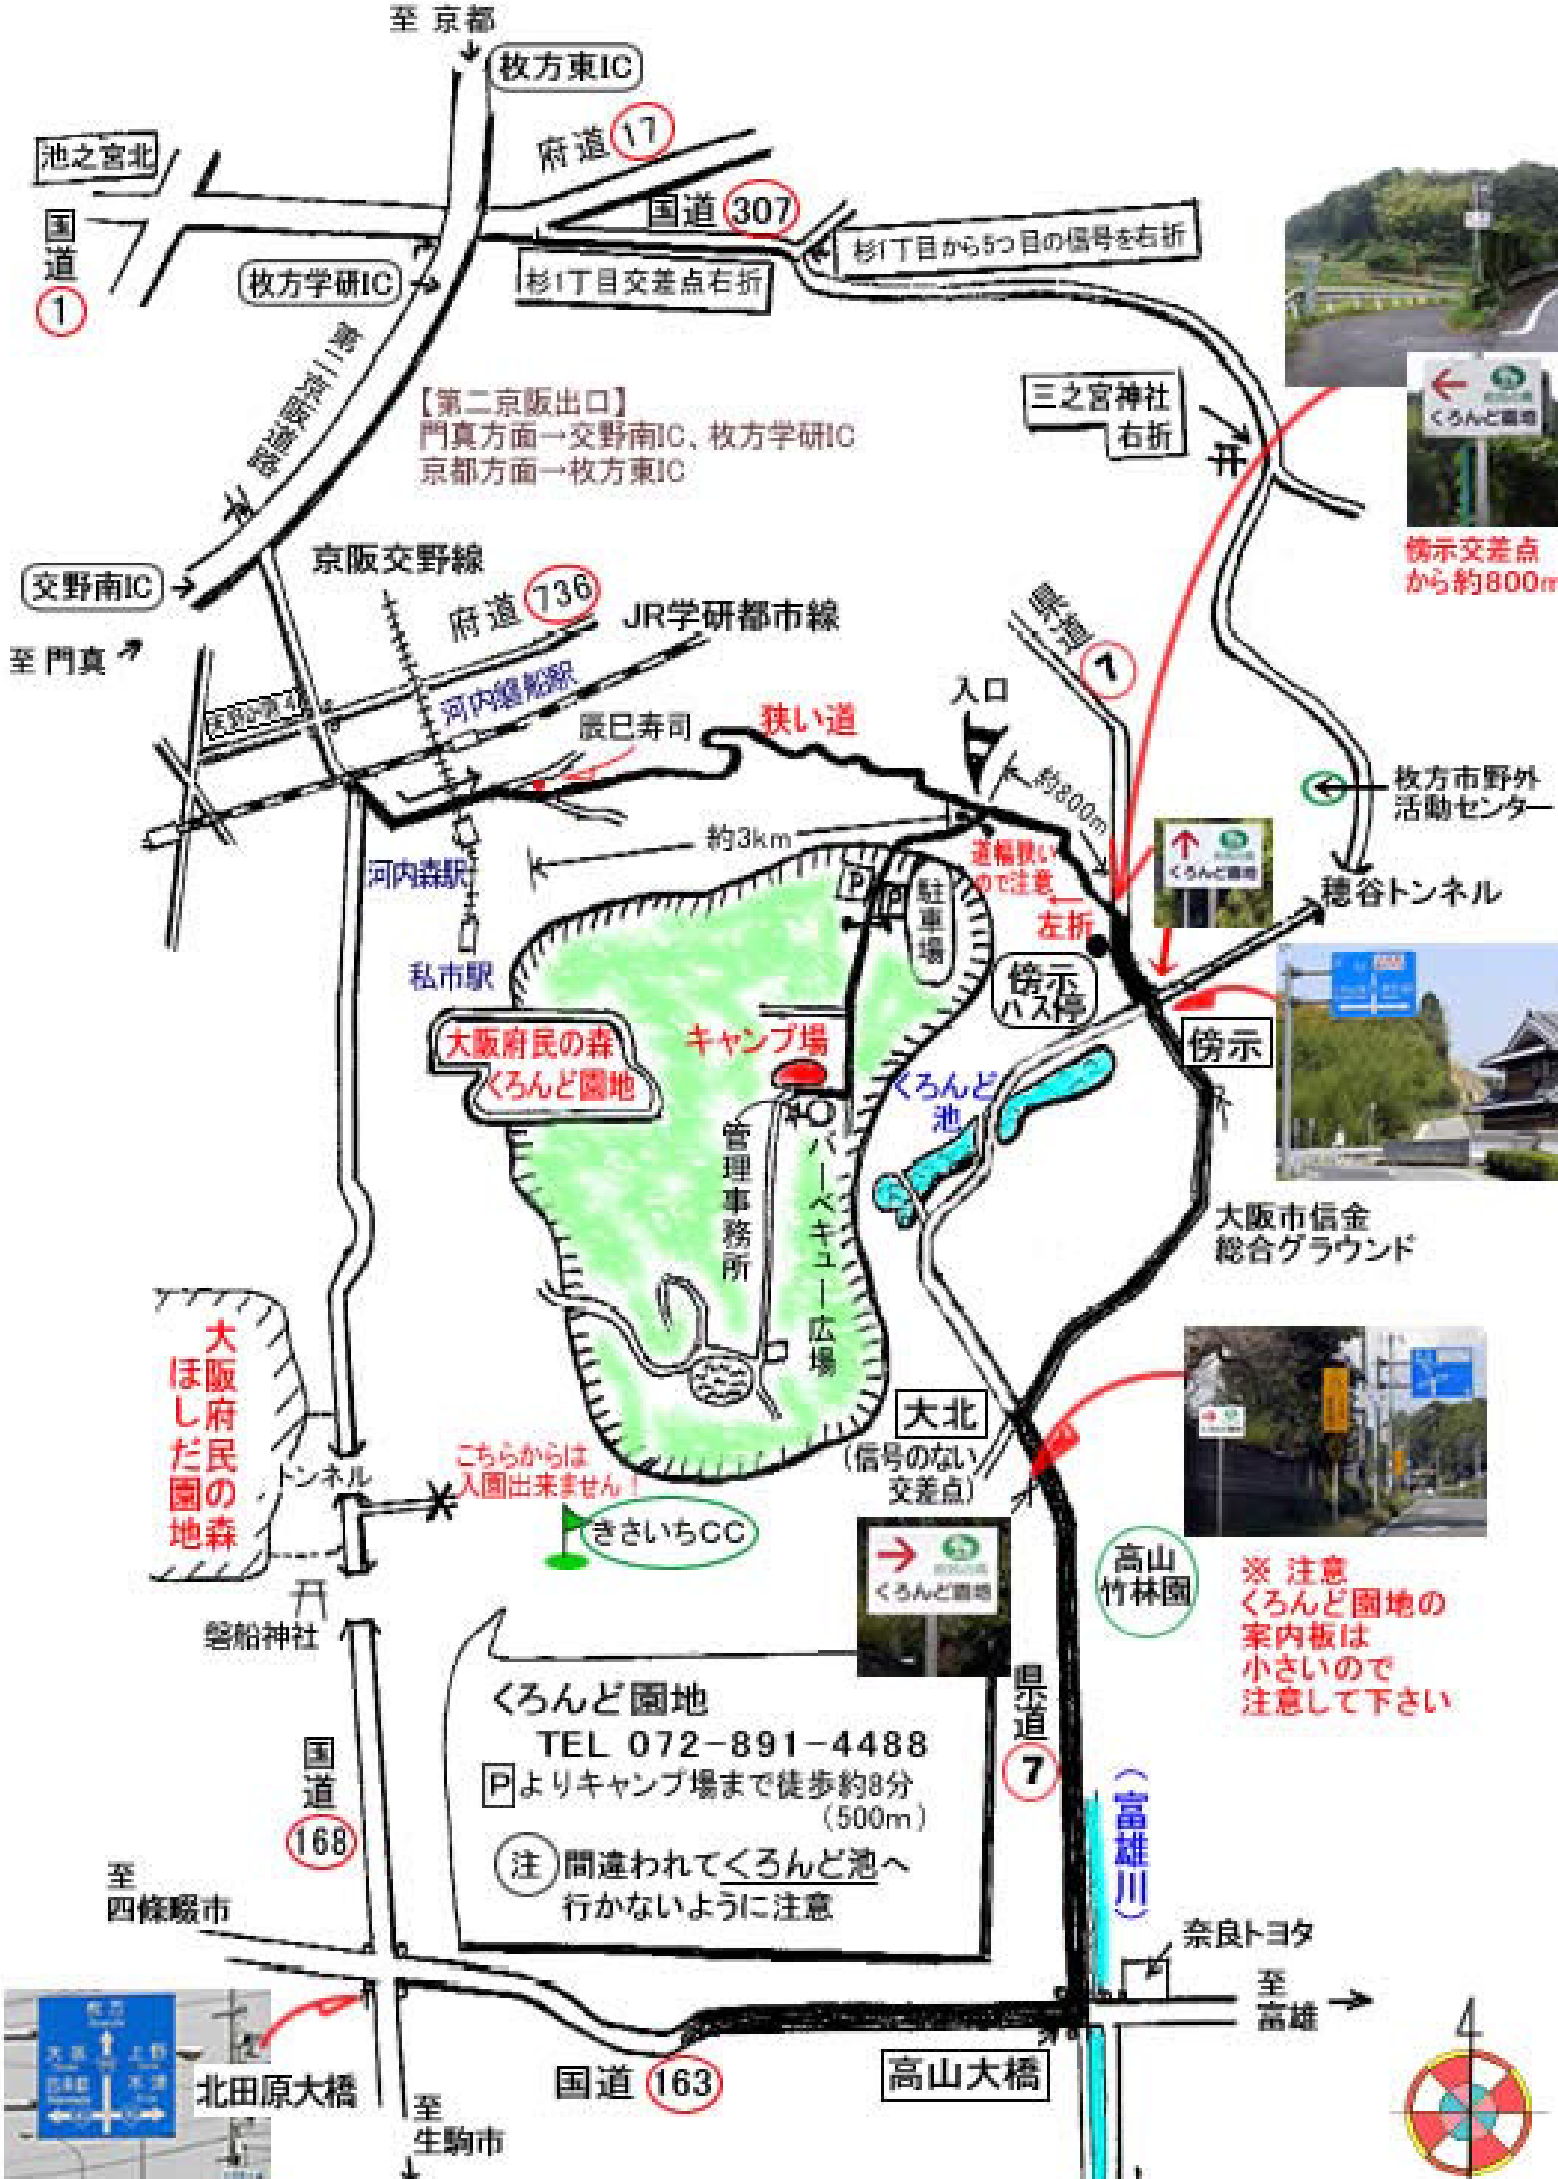 至 京都
枚方東IC
府道 17
池之宮北
国道 307
国道
1
杉1丁目から5つ目の信号を右折
枚方学研IC
杉1丁目交差点右折
第二京阪道路
【第二京阪出口】
門真方面→交野南IC、枚方学研IC
京都方面→枚方東IC
三之宮神社
右折
くろんど園地
傍示交差点
から約800m
京阪交野線
交野南IC
府道 736
JR学研都市線
至 門真
県道
7
河内磐船駅
入口
辰巳寿司
狭い道
約800m
枚方市野外
活動センター
約3km
道幅狭い
ので注意
くろんど園地
河内森駅
P
P
駐車場
左折
穂谷トンネル
私市駅
傍示
バス停
大阪府民の森
くろんど園地
キャンプ場
傍示
くろんど
池
管理事務所
バーベキュー広場
大阪市信金
総合グラウンド
大阪府民の森
ほしだ園地
大北
(信号のない
交差点)
トンネル
こちらからは
入園出来ません!
きさいちCC
くろんど園地
高山
竹林園
※ 注意
くろんど園地の
案内板は
小さいので
注意して下さい
磐船神社
くろんど園地
TEL 072-891-4488
Pよりキャンプ場まで徒歩約8分
(500m)
注 間違われてくろんど池へ
行かないように注意
県道
7
国道
168
(富雄川)
至
四條畷市
奈良トヨタ
至
富雄
北田原大橋
国道 163
高山大橋
至
生駒市